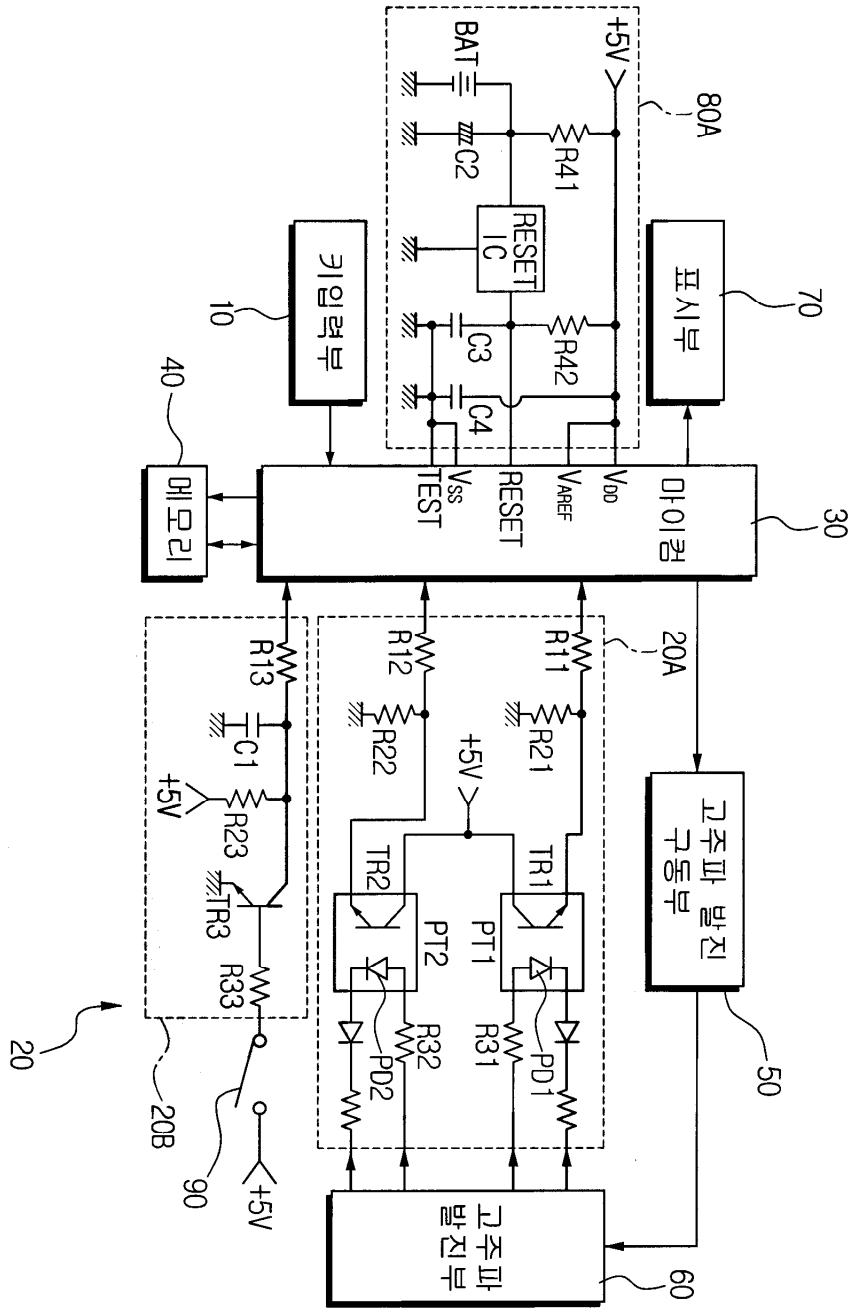 고주파
발진부
60
+5V
90
50
고주파 발진
구동부
R31
PD1
R32
PD2
R33
20B
PT1
PT2
TR1
TR2
TR3
20
+5V
R23
+5V
R21
R22
C1
20A
R11
R12
R13
30
마이컴
VDD
VAREF
RESET
VSS
TEST
메모리
40
70
표시부
R42
C3
C4
키입력부
10
RESET
IC
80A
R41
C2
+5V
BAT